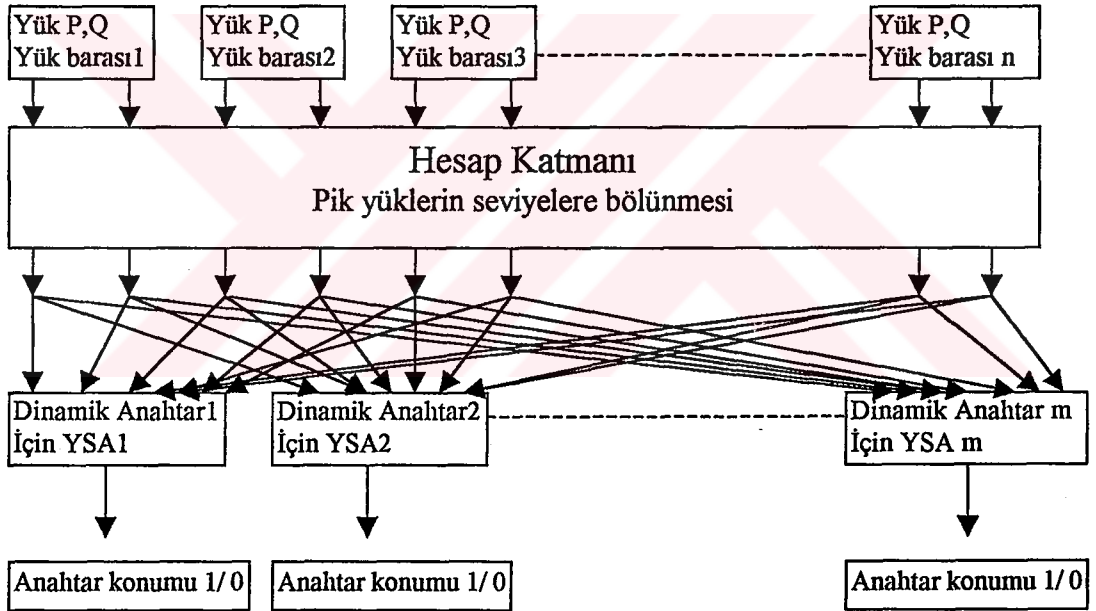 Yük P,Q
Yük barası1
Yük P,Q
Yük barası2
Yük P,Q
Yük barası3
Yük P,Q
Yük barası n
Hesap Katmanı
Pik yüklerin seviyelere bölünmesi
Dinamik Anahtar1
İçin YSA1
Dinamik Anahtar2
İçin YSA2
Dinamik Anahtar m
İçin YSA m
Anahtar konumu 1/ 0
Anahtar konumu 1/ 0
Anahtar konumu 1/ 0